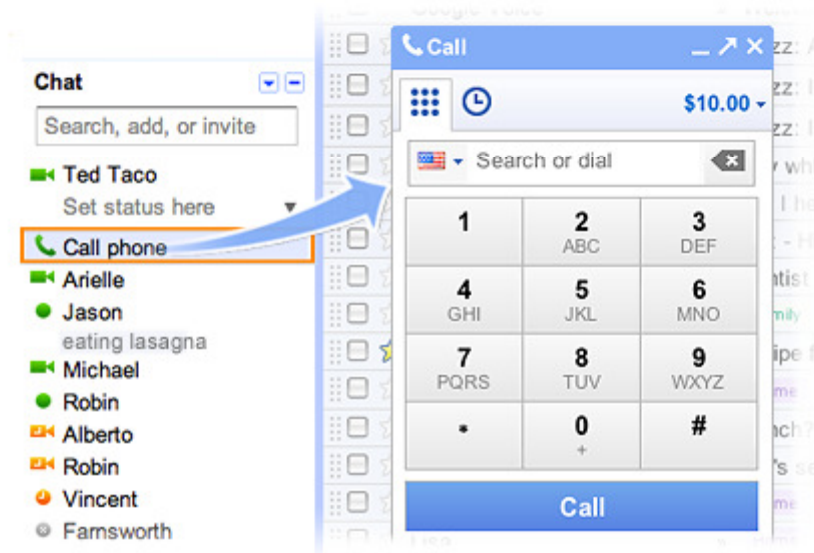 Chat
Search, add, or invite
Ted Taco
Set status here
Call phone
Arielle
Jason
eating lasagna
Michael
Robin
Alberto
Robin
Vincent
Farnsworth
Call
$10.00
Search or dial
1
2
ABC
3
DEF
4
GHI
5
JKL
6
MNO
7
PQRS
8
TUV
9
WXYZ
*
0
+
#
Call